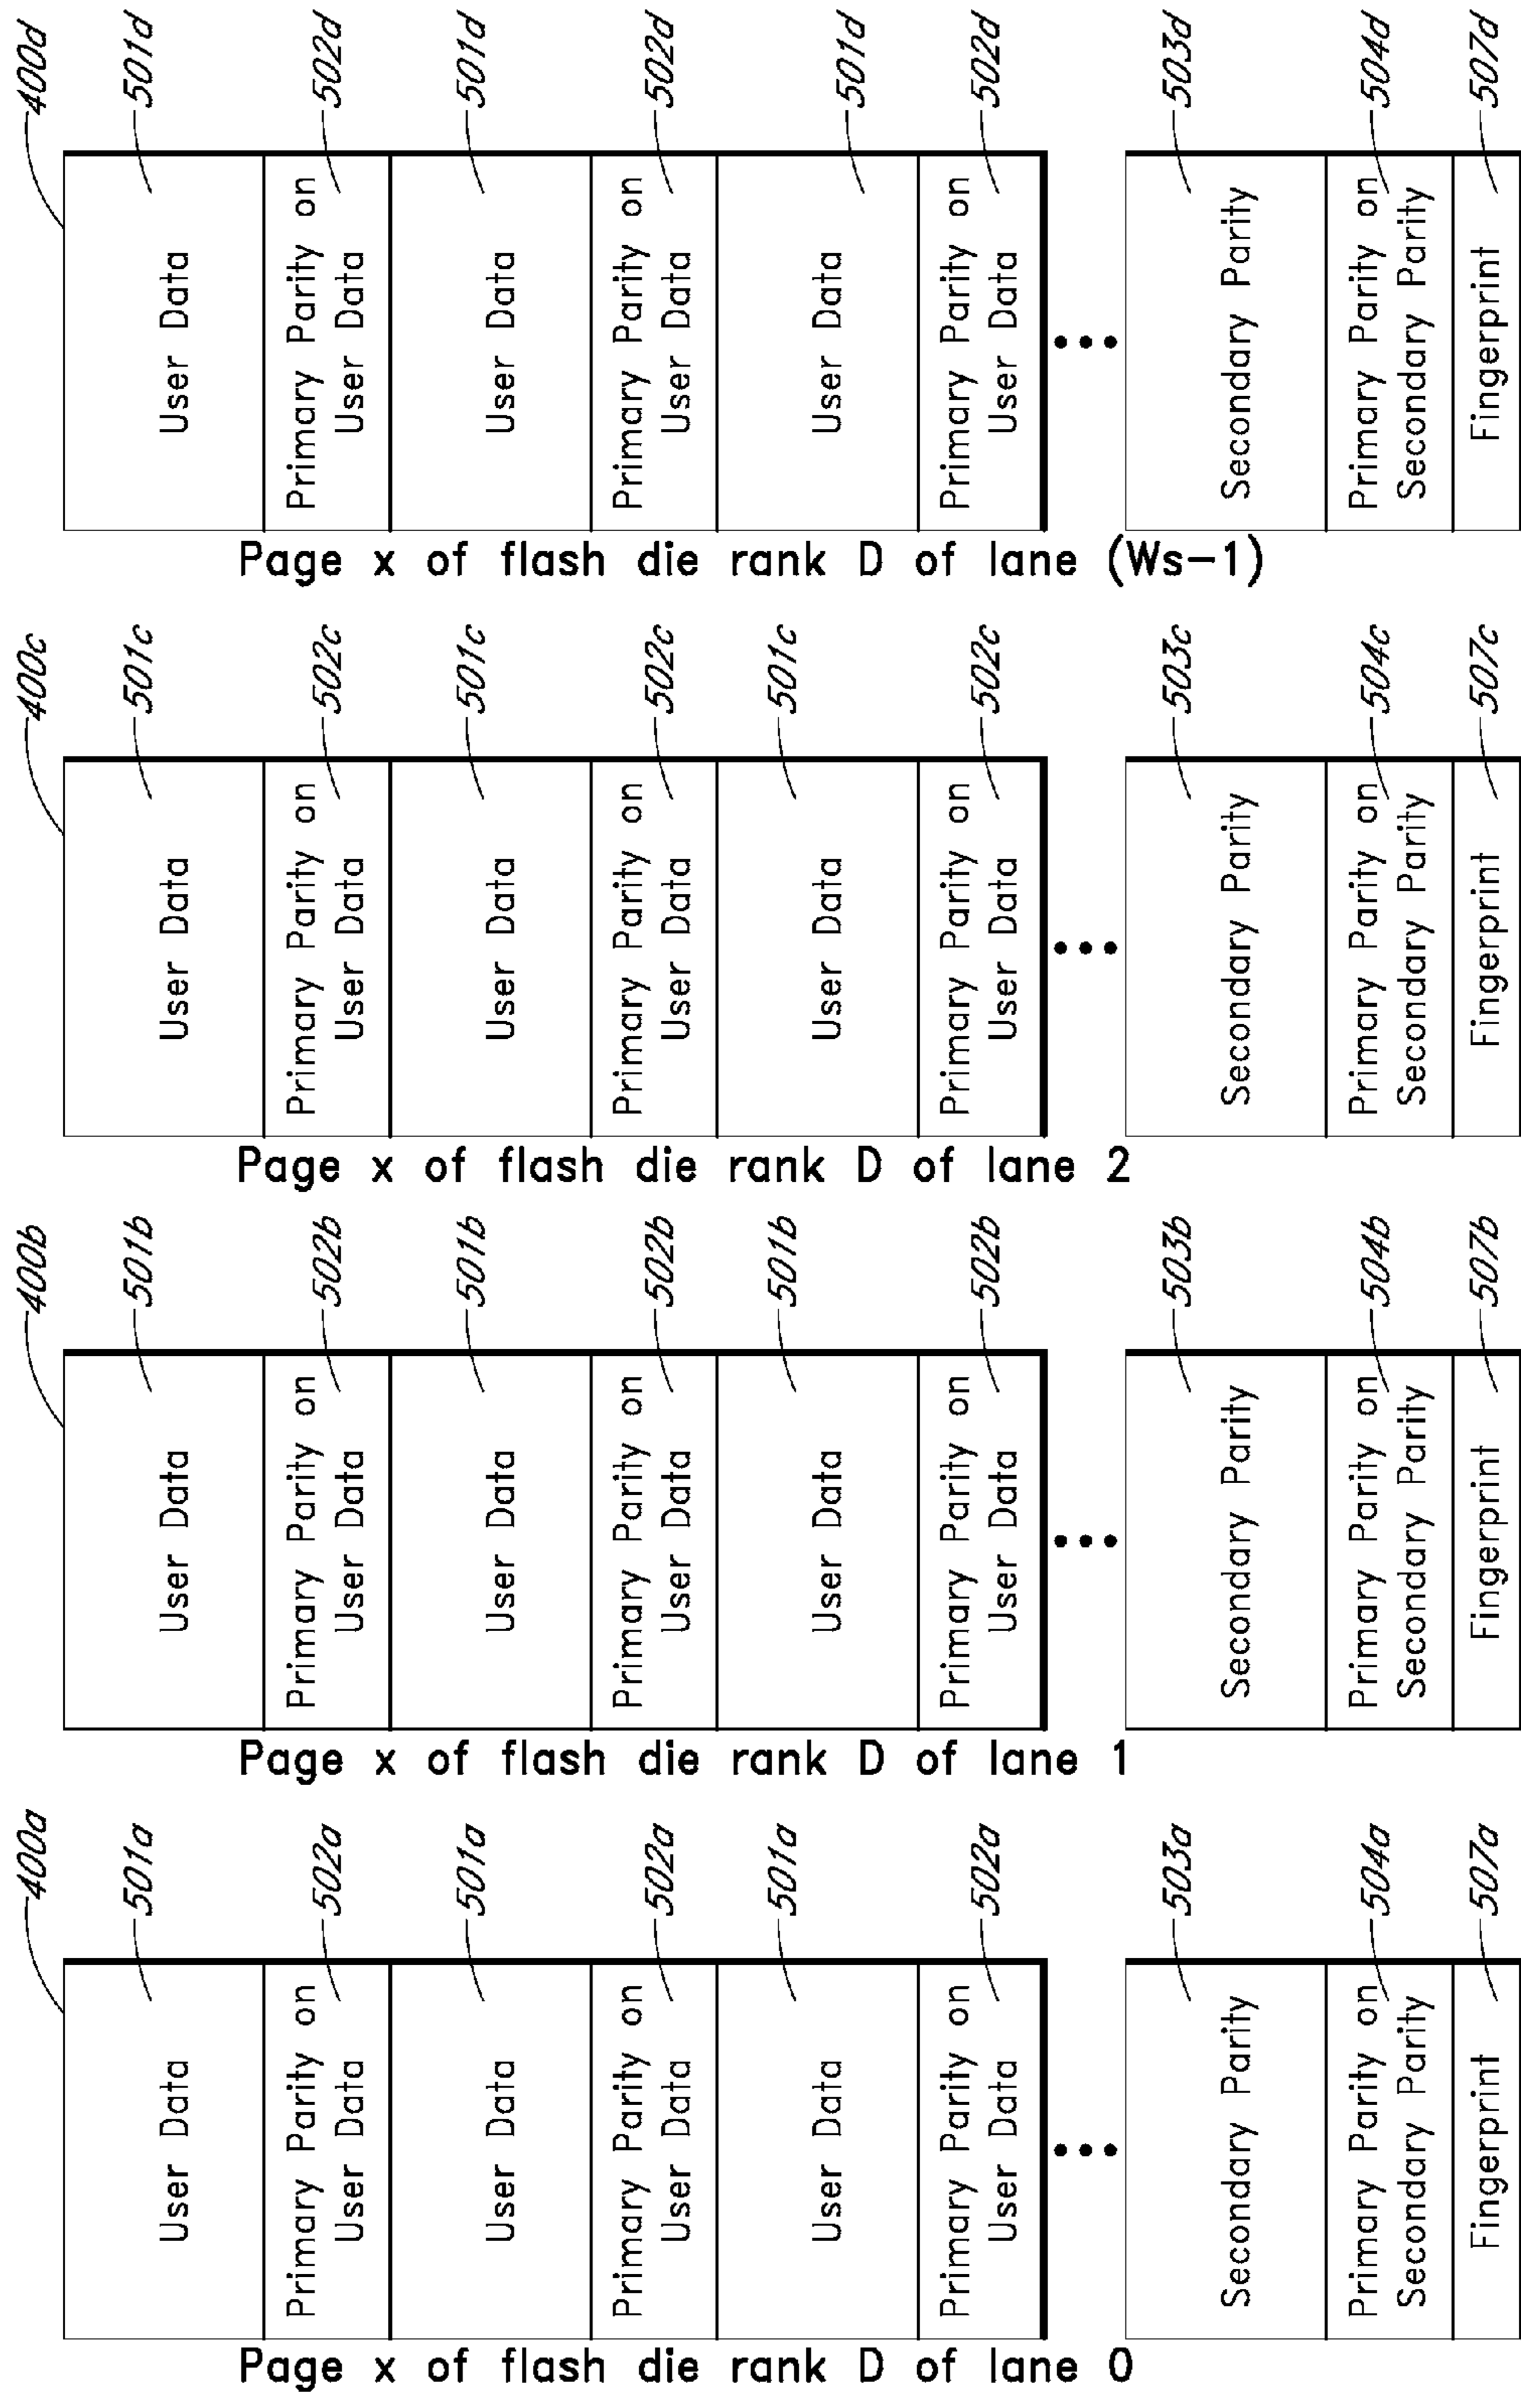 Page x of flash die rank D of lane 0
400a
User Data
501a
Primary Parity on
User Data
502a
User Data
501a
Primary Parity on
User Data
502a
User Data
501a
Primary Parity on
User Data
502a
Secondary Parity
503a
Primary Parity on
Secondary Parity
504a
Fingerprint
507a
Page x of flash die rank D of lane 1
400b
User Data
501b
Primary Parity on
User Data
502b
User Data
501b
Primary Parity on
User Data
502b
User Data
501b
Primary Parity on
User Data
502b
Secondary Parity
503b
Primary Parity on
Secondary Parity
504b
Fingerprint
507b
Page x of flash die rank D of lane 2
400c
User Data
501c
Primary Parity on
User Data
502c
User Data
501c
Primary Parity on
User Data
502c
User Data
501c
Primary Parity on
User Data
502c
Secondary Parity
503c
Primary Parity on
Secondary Parity
504c
Fingerprint
507c
Page x of flash die rank D of lane (Ws-1)
400d
User Data
501d
Primary Parity on
User Data
502d
User Data
501d
Primary Parity on
User Data
502d
User Data
501d
Primary Parity on
User Data
502d
Secondary Parity
503d
Primary Parity on
Secondary Parity
504d
Fingerprint
507d